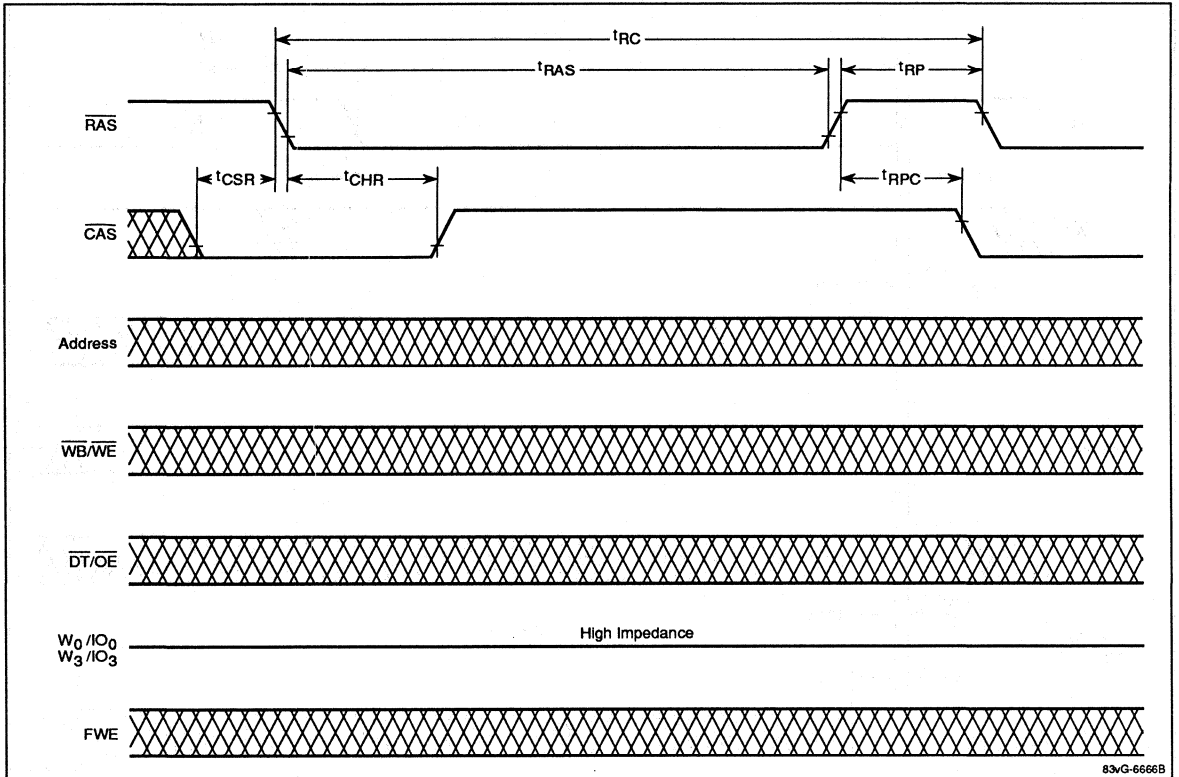 tRC
tRAS
tRP
RAS
tCSR
tCHR
tRPC
CAS
Address
WB/WE
DT/OE
High Impedance
W0/IO0
W3/IO3
FWE
83vG-6666B